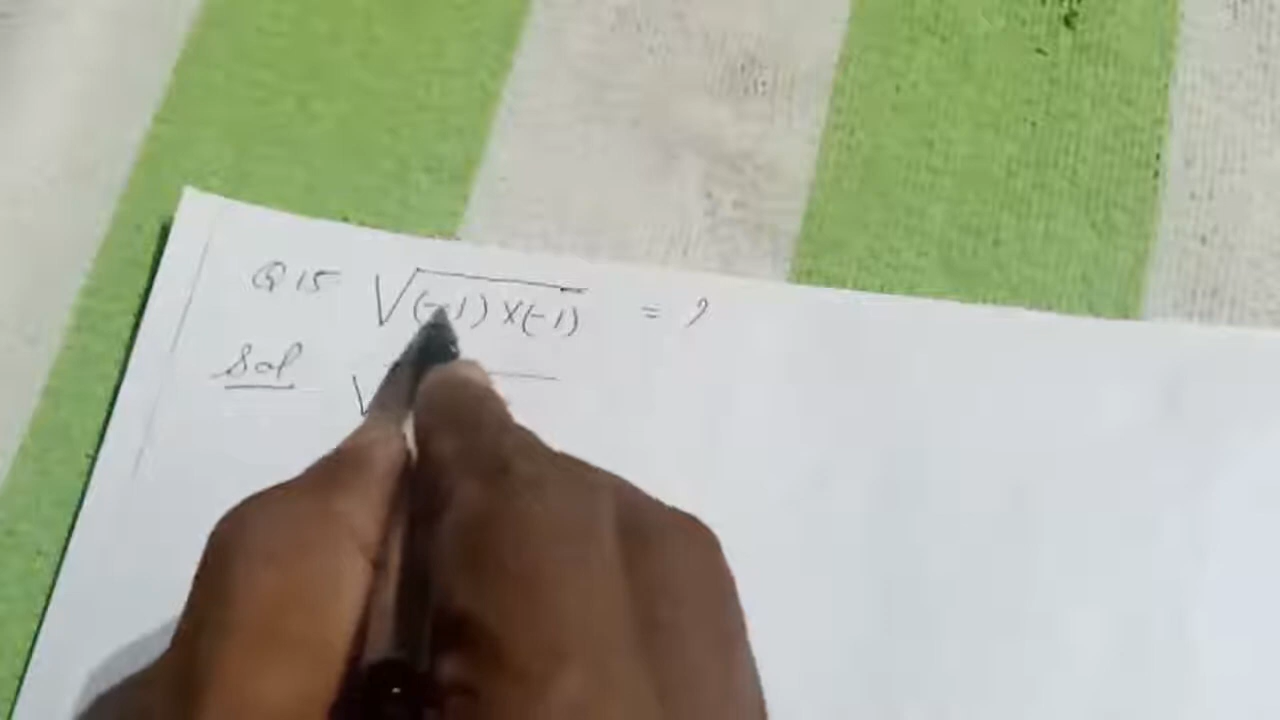 Q15 √(-1)×(-1) = ?
Sol √